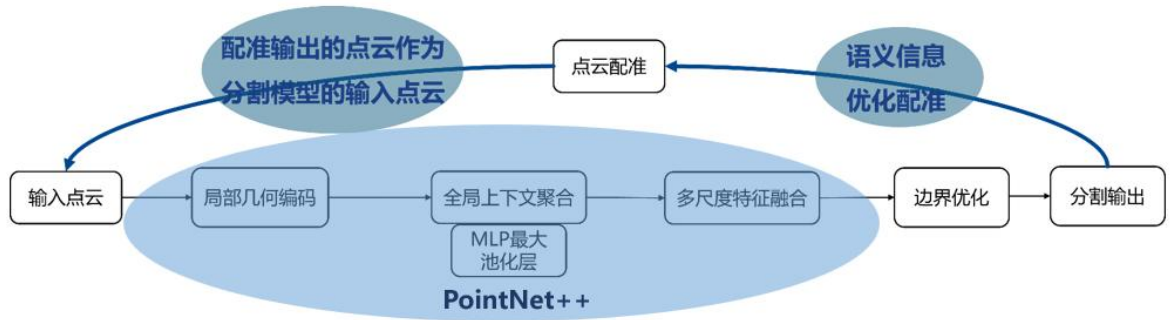 配准输出的点云作为
分割模型的输入点云
点云配准
语义信息
优化配准
输入点云
局部几何编码
全局上下文聚合
多尺度特征融合
边界优化
分割输出
MLP最大
池化层
PointNet++